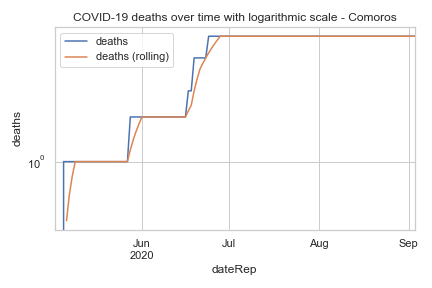 COVID-19 deaths over time with logarithmic scale - Comoros
deaths
deaths (rolling)
deaths
10⁰
Jun Jul Aug Sep
2020
dateRep